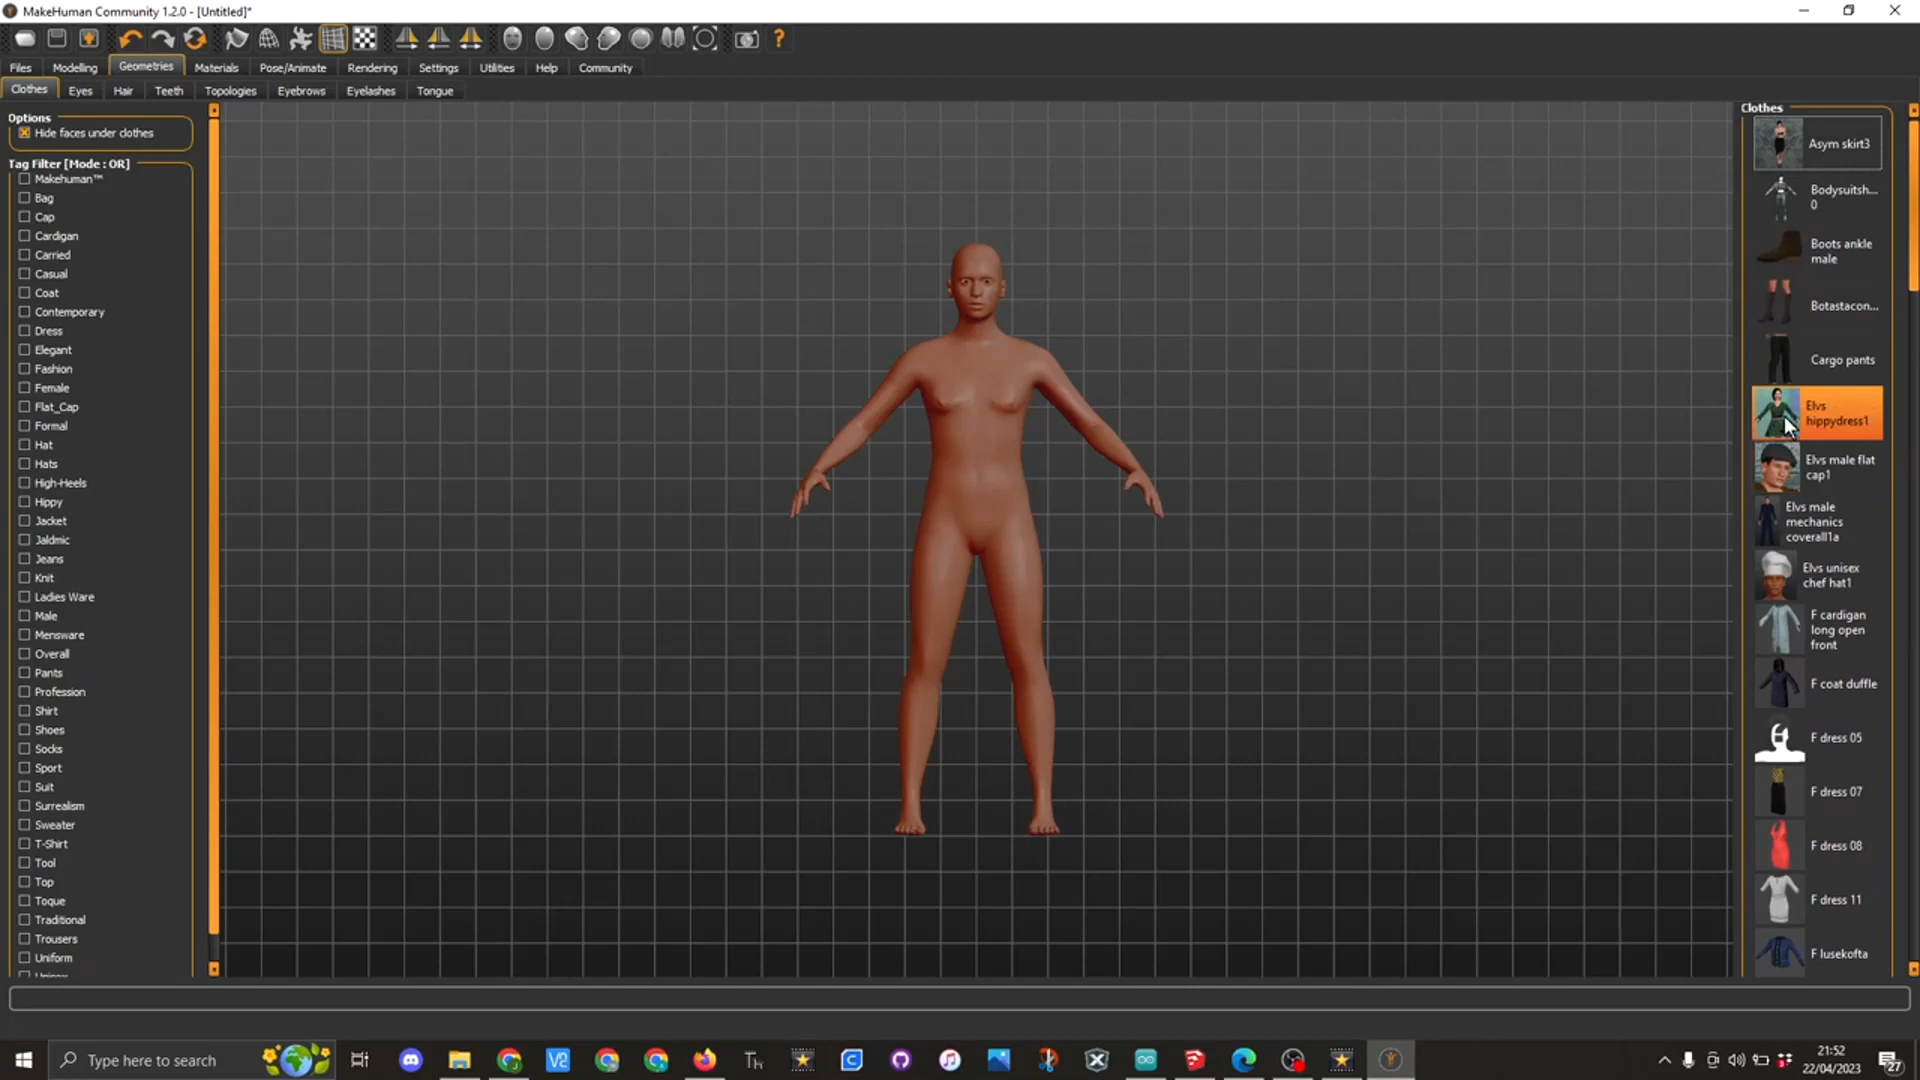 MakeHuman Community 1.2.0 - [Untitled]*
Files Modelling Geometries Materials Pose/Animate Rendering Settings Utilities Help Community
Clothes Eyes Hair Teeth Topologies Eyebrows Eyelashes Tongue
Options
Hide faces under clothes
Tag Filter [Mode : OR]
Makehuman™
Bag
Cap
Cardigan
Carried
Casual
Coat
Contemporary
Dress
Elegant
Fashion
Female
Flat_Cap
Formal
Hat
Hats
High-Heels
Hippy
Jacket
Jaldmic
Jeans
Knit
Ladies Ware
Male
Mensware
Overall
Pants
Profession
Shirt
Shoes
Socks
Sport
Suit
Surrealism
Sweater
T-Shirt
Tool
Top
Toque
Traditional
Trousers
Uniform
Clothes
Asym skirt3
Bodysuitsh...
0
Boots ankle
male
Botastacon...
Cargo pants
Elvs
hippydress1
Elvs male flat
cap1
Elvs male
mechanics
coverall1a
Elvs unisex
chef hat1
F cardigan
long open
front
F coat duffle
F dress 05
F dress 07
F dress 08
F dress 11
F lusekofta
Type here to search
21:52
22/04/2023
27